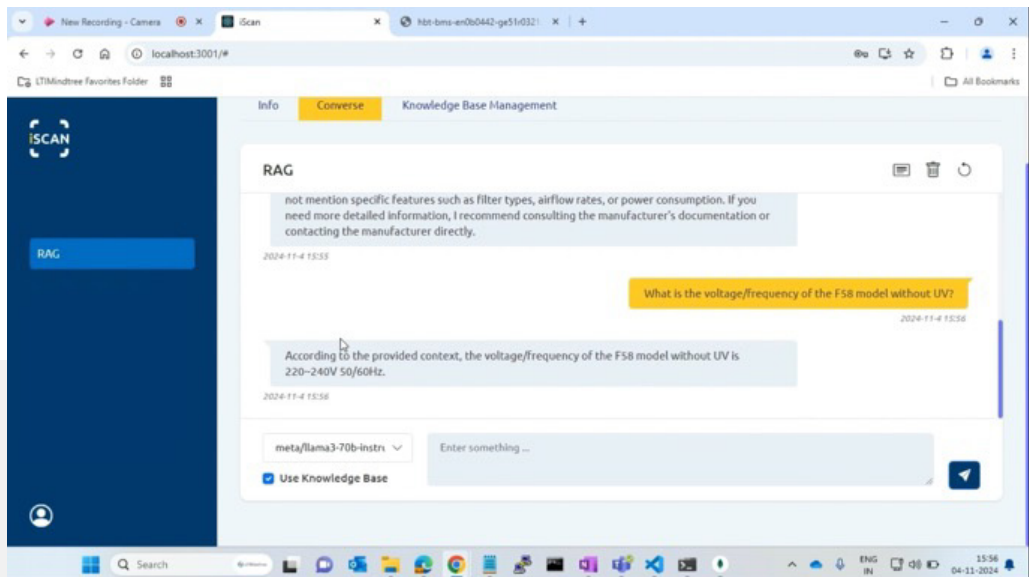 New Recording - Camera
iScan
hbt-bms-en0b0442-ge51r0321
localhost:3001/#
LTIMindtree Favorites Folder
All Bookmarks
Info
Converse
Knowledge Base Management
iSCAN
RAG
not mention specific features such as filter types, airflow rates, or power consumption. If you
need more detailed information, I recommend consulting the manufacturer's documentation or
contacting the manufacturer directly.
RAG
2024-11-4 15:55
What is the voltage/frequency of the F58 model without UV?
2024-11-4 15:56
According to the provided context, the voltage/frequency of the F58 model without UV is
220~240V 50/60Hz.
2024-11-4 15:56
meta/llama3-70b-instru
Enter something ...
Use Knowledge Base
Search
ENG
IN
15:56
04-11-2024